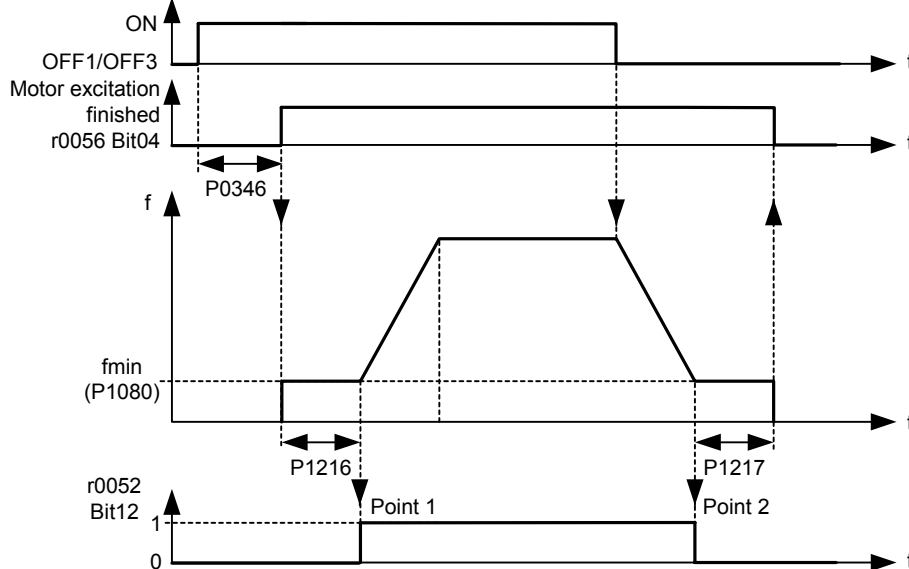 ON
OFF1/OFF3
t
Motor excitation
finished
r0056 Bit04
t
P0346
f
fmin
(P1080)
t
P1216
P1217
r0052
Bit12
Point 1
Point 2
1
0
t